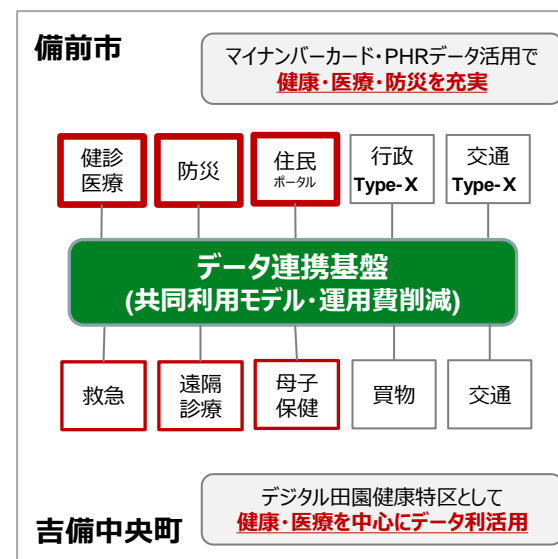 備前市
マイナンバーカード・PHRデータ活用で
健康・医療・防災を充実
健診
医療
防災
住民
ポータル
行政
Type-X
交通
Type-X
データ連携基盤
(共同利用モデル・運用費削減)
救急
遠隔
診療
母子
保健
買物
交通
デジタル田園健康特区として
健康・医療を中心にデータ利活用
吉備中央町